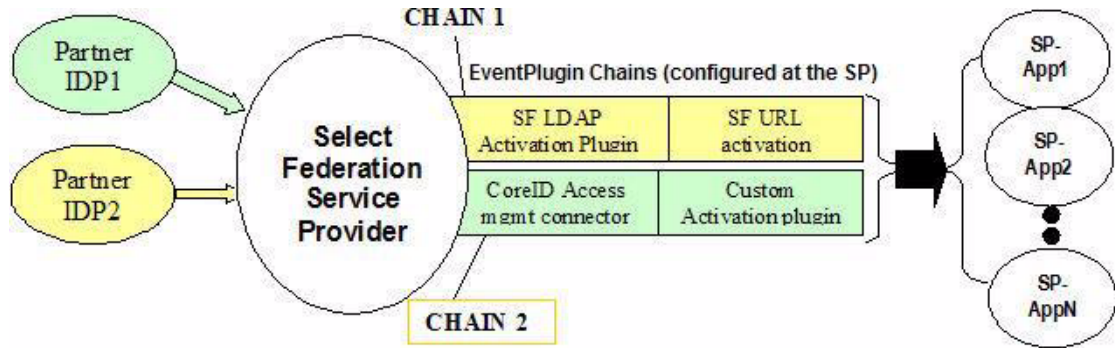 CHAIN 1
Partner
IDP1
EventPlugin Chains (configured at the SP)
SP-
App1
SF LDAP
Activation Plugin
SF URL
activation
Select
Federation
Service
Provider
Partner
IDP2
CoreID Access
mgmt connector
Custom
Activation plugin
SP-
App2
CHAIN 2
SP-
AppN